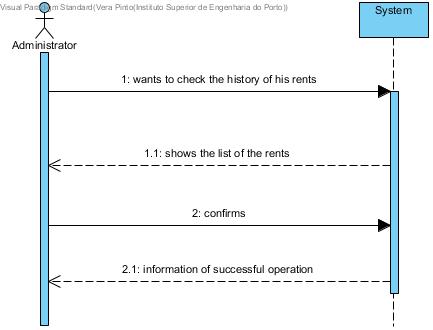 Visual Paradigm Standard(Vera Pinto(Instituto Superior de Engenharia do Porto))
System
Administrator
1: wants to check the history of his rents
1.1: shows the list of the rents
2: confirms
2.1: information of successful operation